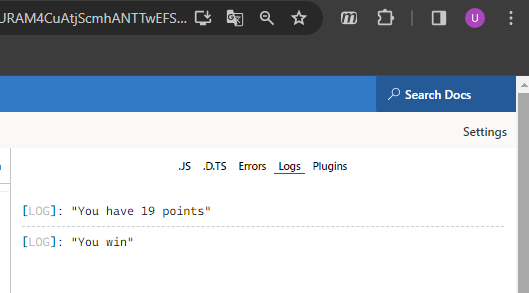 URAM4CuAtjScmhANTTwEFS...
U
Search Docs
Settings
.JS .D.TS Errors Logs Plugins
[LOG]: "You have 19 points"
[LOG]: "You win"